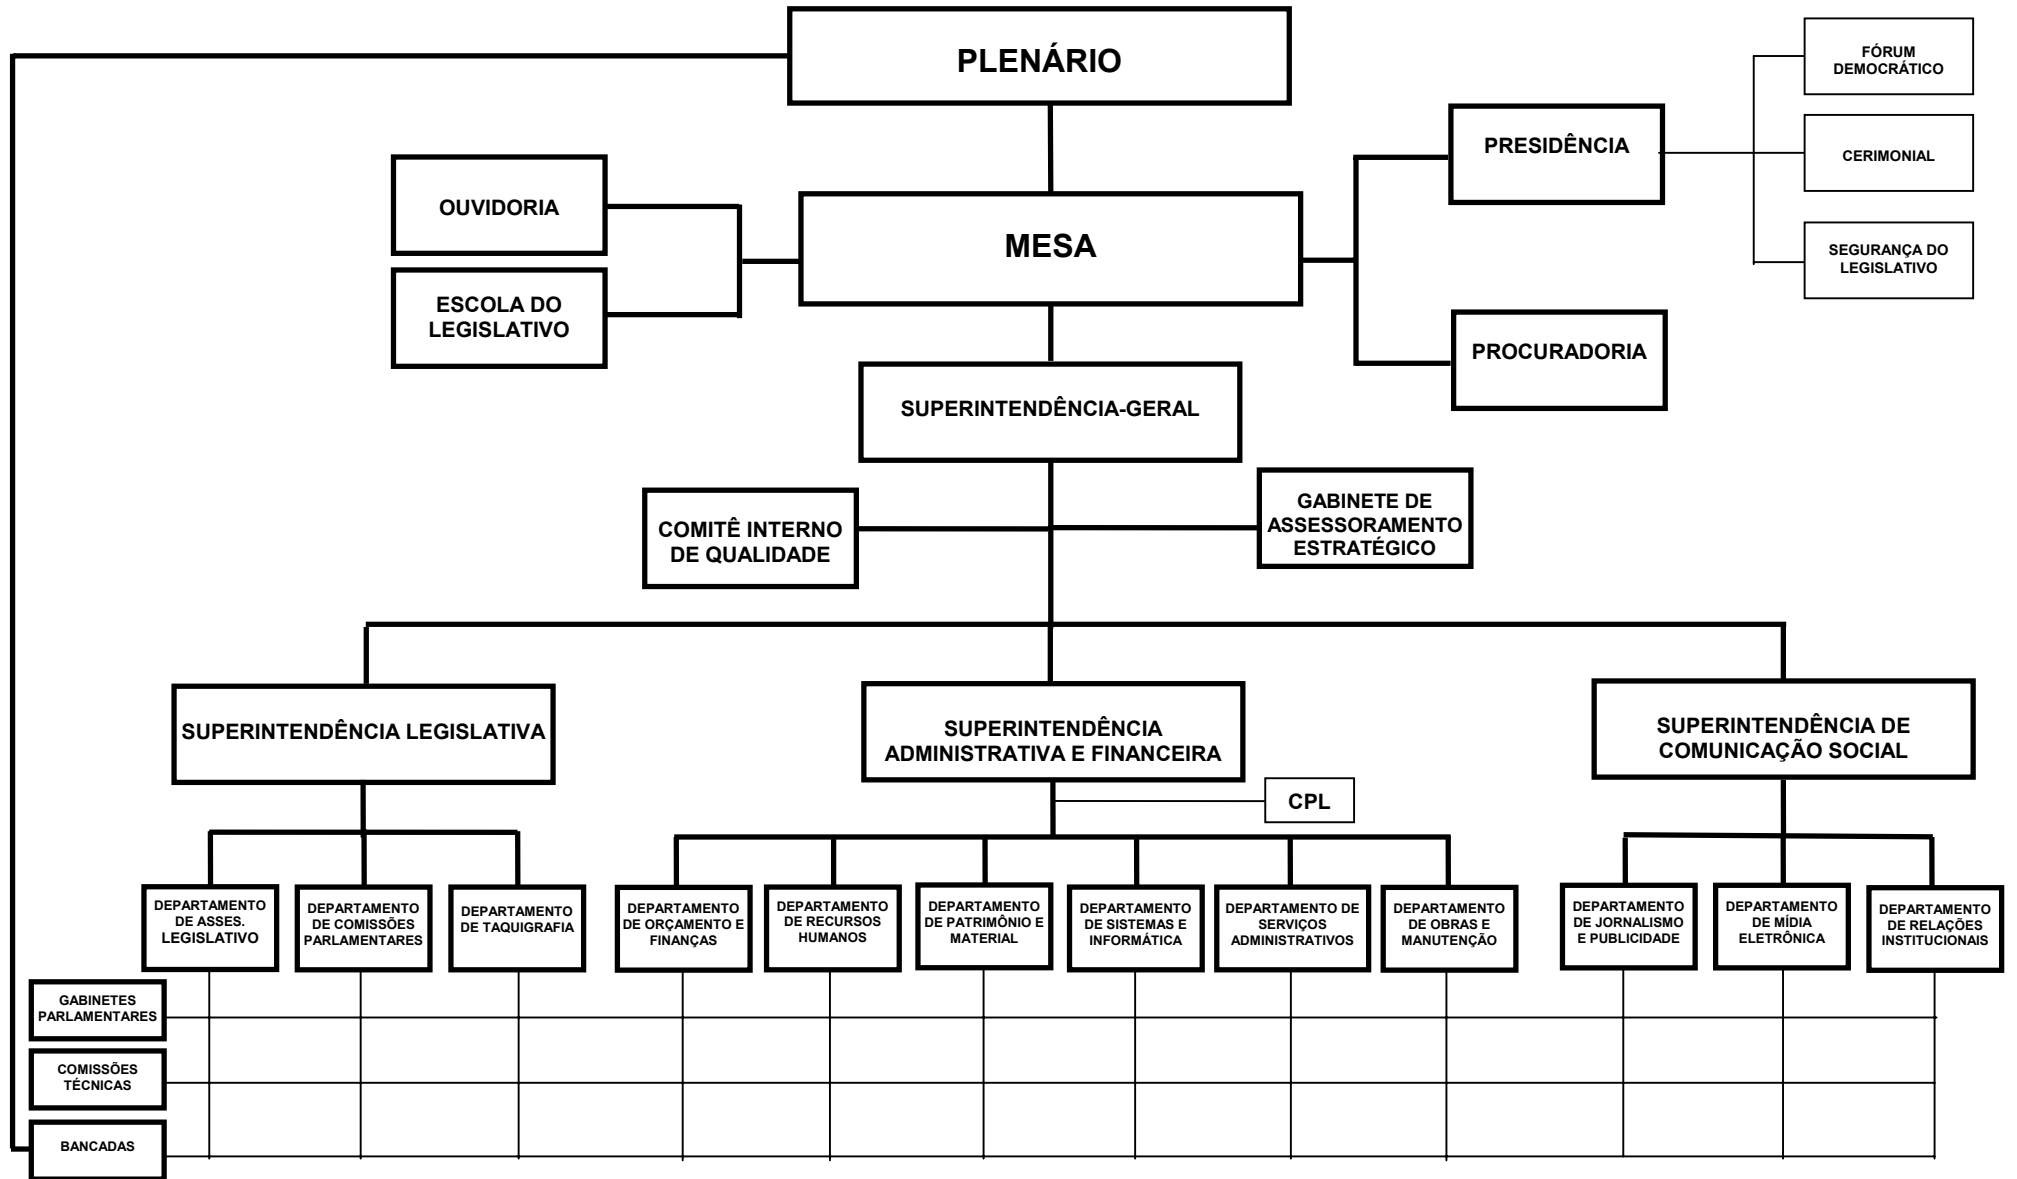 PLENÁRIO
FÓRUM
DEMOCRÁTICO
PRESIDÊNCIA
CERIMONIAL
OUVIDORIA
MESA
SEGURANÇA DO
LEGISLATIVO
ESCOLA DO
LEGISLATIVO
PROCURADORIA
SUPERINTENDÊNCIA-GERAL
COMITÊ INTERNO
DE QUALIDADE
GABINETE DE
ASSESSORAMENTO
ESTRATÉGICO
SUPERINTENDÊNCIA LEGISLATIVA
SUPERINTENDÊNCIA
ADMINISTRATIVA E FINANCEIRA
SUPERINTENDÊNCIA DE
COMUNICAÇÃO SOCIAL
CPL
DEPARTAMENTO
DE ASSES.
LEGISLATIVO
DEPARTAMENTO
DE COMISSÕES
PARLAMENTARES
DEPARTAMENTO
DE TAQUIGRAFIA
DEPARTAMENTO
DE ORÇAMENTO E
FINANÇAS
DEPARTAMENTO
DE RECURSOS
HUMANOS
DEPARTAMENTO
DE PATRIMÔNIO E
MATERIAL
DEPARTAMENTO
DE SISTEMAS E
INFORMÁTICA
DEPARTAMENTO DE
SERVIÇOS
ADMINISTRATIVOS
DEPARTAMENTO
DE OBRAS E
MANUTENÇÃO
DEPARTAMENTO
DE JORNALISMO
E PUBLICIDADE
DEPARTAMENTO
DE MÍDIA
ELETRÔNICA
DEPARTAMENTO
DE RELAÇÕES
INSTITUCIONAIS
GABINETES
PARLAMENTARES
COMISSÕES
TÉCNICAS
BANCADAS